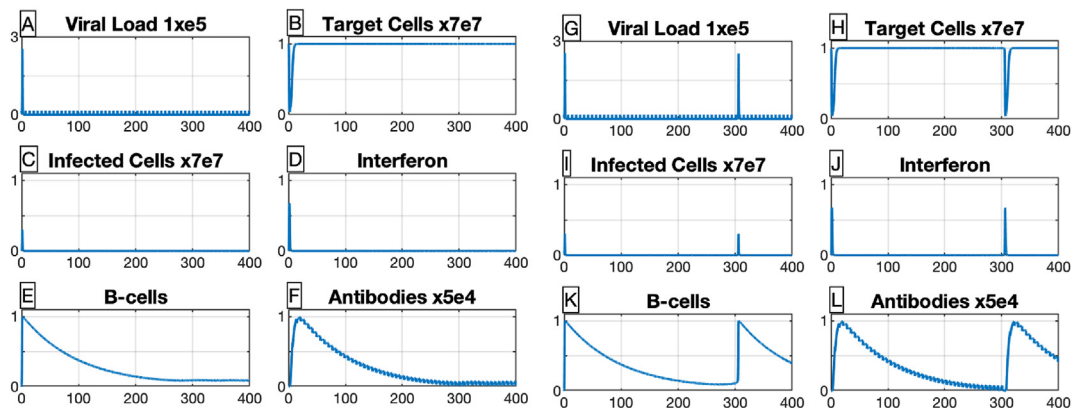 A Viral Load 1xe5
3
0
0 100 200 300 400
B Target Cells x7e7
1
0
0 100 200 300 400
G Viral Load 1xe5
3
0
0 100 200 300 400
H Target Cells x7e7
1
0
0 100 200 300 400
C Infected Cells x7e7
1
0
0 100 200 300 400
D Interferon
1
0
0 100 200 300 400
I Infected Cells x7e7
1
0
0 100 200 300 400
J Interferon
1
0
0 100 200 300 400
E B-cells
1
0
0 100 200 300 400
F Antibodies x5e4
1
0
0 100 200 300 400
K B-cells
1
0
0 100 200 300 400
L Antibodies x5e4
1
0
0 100 200 300 400